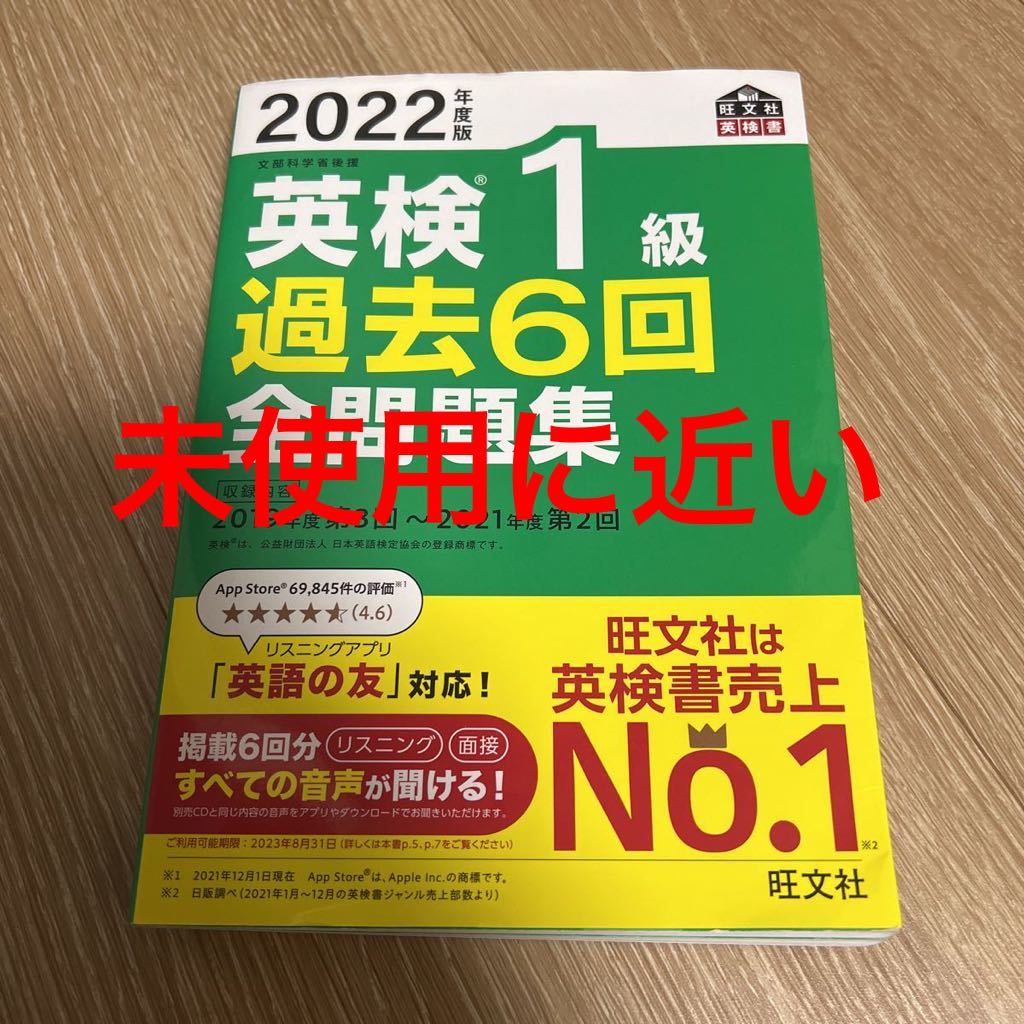 2022年度版
旺文社
英検書
文部科学省後援
英検®1級
過去6回
全問題集
未使用に近い
収録内容
2019年度第3回～2021年度第2回
英検®は、公益財団法人 日本英語検定協会の登録商標です。
App Store® 69,845件の評価※1
★★★★★(4.6)
リスニングアプリ
「英語の友」対応！
旺文社は
英検書売上
No.1
※2
掲載6回分 リスニング 面接
すべての音声が聞ける！
別売CDと同じ内容の音声をアプリやダウンロードでお聞きいただけます。
ご利用可能期限：2023年8月31日（詳しくは本書p.5、p.7をご覧ください）
※1 2021年12月1日現在 App Store®は、Apple Inc.の商標です。
※2 日販調べ（2021年1月～12月の英検書ジャンル売上部数より）
旺文社